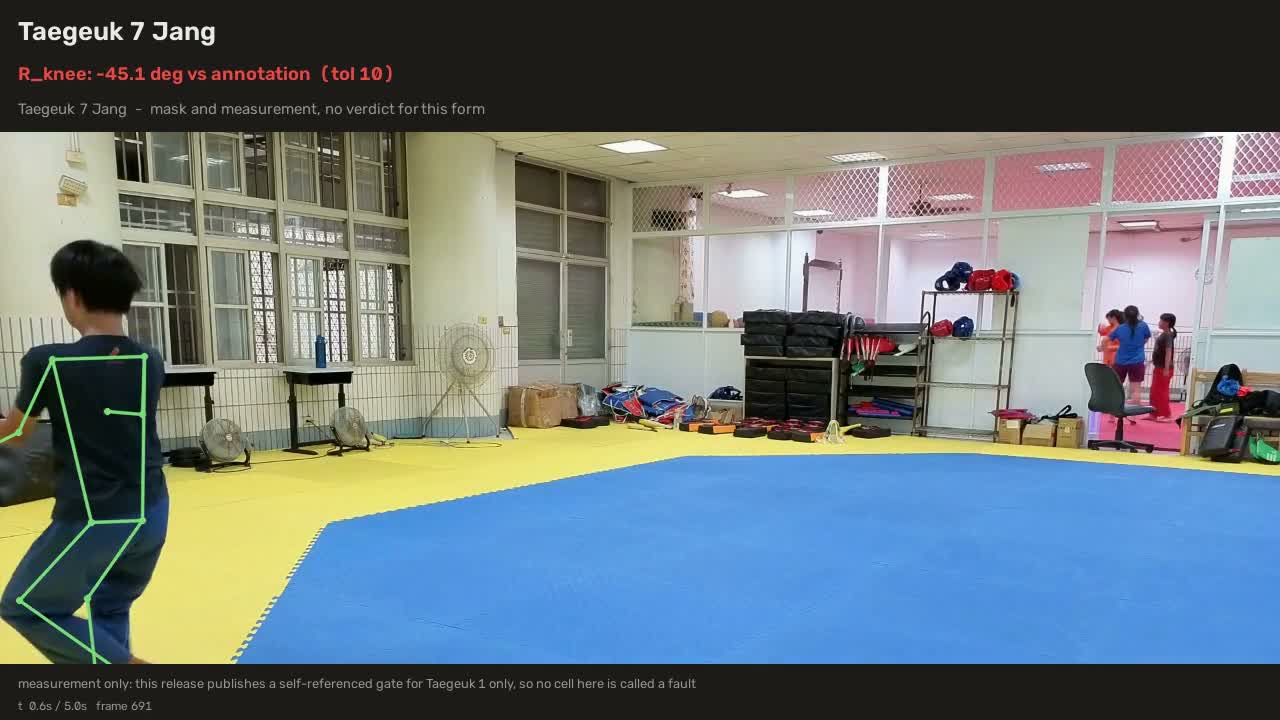 Taegeuk 7 Jang
R_knee: -45.1 deg vs annotation (tol 10)
Taegeuk 7 Jang - mask and measurement, no verdict for this form
measurement only: this release publishes a self-referenced gate for Taegeuk 1 only, so no cell here is called a fault
t 0.6s / 5.0s frame 691